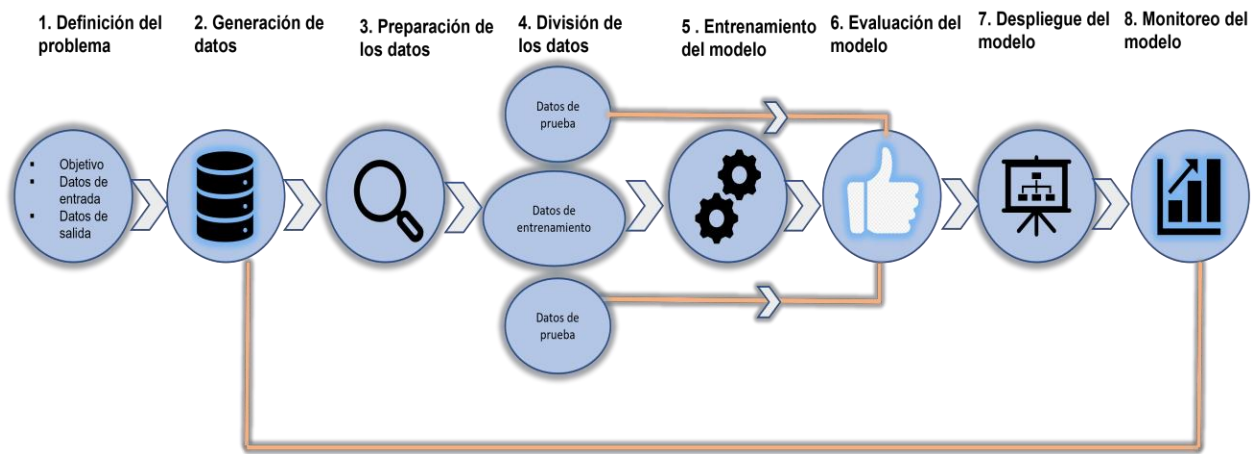 1. Definición del
problema
2. Generación de
datos
3. Preparación de
los datos
4. División de
los datos
5 . Entrenamiento
del modelo
6. Evaluación del
modelo
7. Despliegue del
modelo
8. Monitoreo del
modelo
Datos de
prueba
▪ Objetivo
▪ Datos de
entrada
▪ Datos de
salida
Datos de
entrenamiento
Datos de
prueba